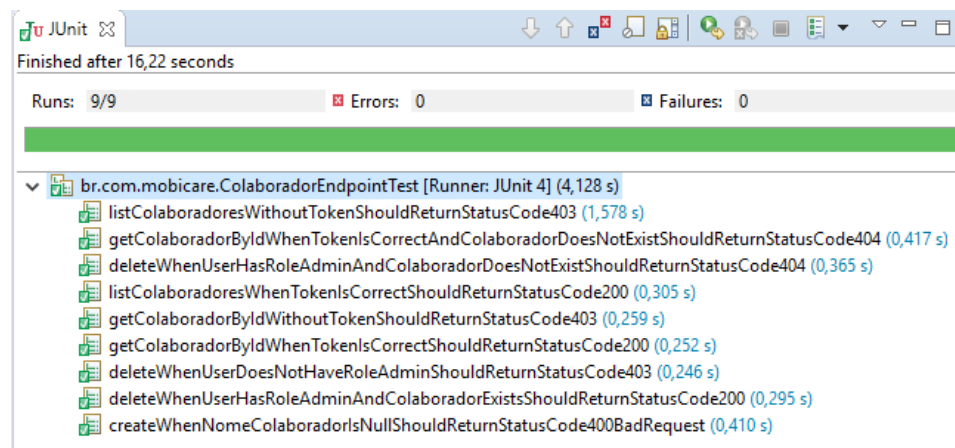 JUnit
Finished after 16,22 seconds
Runs: 9/9 Errors: 0 Failures: 0
br.com.mobicare.ColaboradorEndpointTest [Runner: JUnit 4] (4,128 s)
listColaboradoresWithoutTokenShouldReturnStatusCode403 (1,578 s)
getColaboradorByIdWhenTokenIsCorrectAndColaboradorDoesNotExistShouldReturnStatusCode404 (0,417 s)
deleteWhenUserHasRoleAdminAndColaboradorDoesNotExistShouldReturnStatusCode404 (0,365 s)
listColaboradoresWhenTokenIsCorrectShouldReturnStatusCode200 (0,305 s)
getColaboradorByIdWithoutTokenShouldReturnStatusCode403 (0,259 s)
getColaboradorByIdWhenTokenIsCorrectShouldReturnStatusCode200 (0,252 s)
deleteWhenUserDoesNotHaveRoleAdminShouldReturnStatusCode403 (0,246 s)
deleteWhenUserHasRoleAdminAndColaboradorExistsShouldReturnStatusCode200 (0,295 s)
createWhenNomeColaboradorIsNullShouldReturnStatusCode400BadRequest (0,410 s)